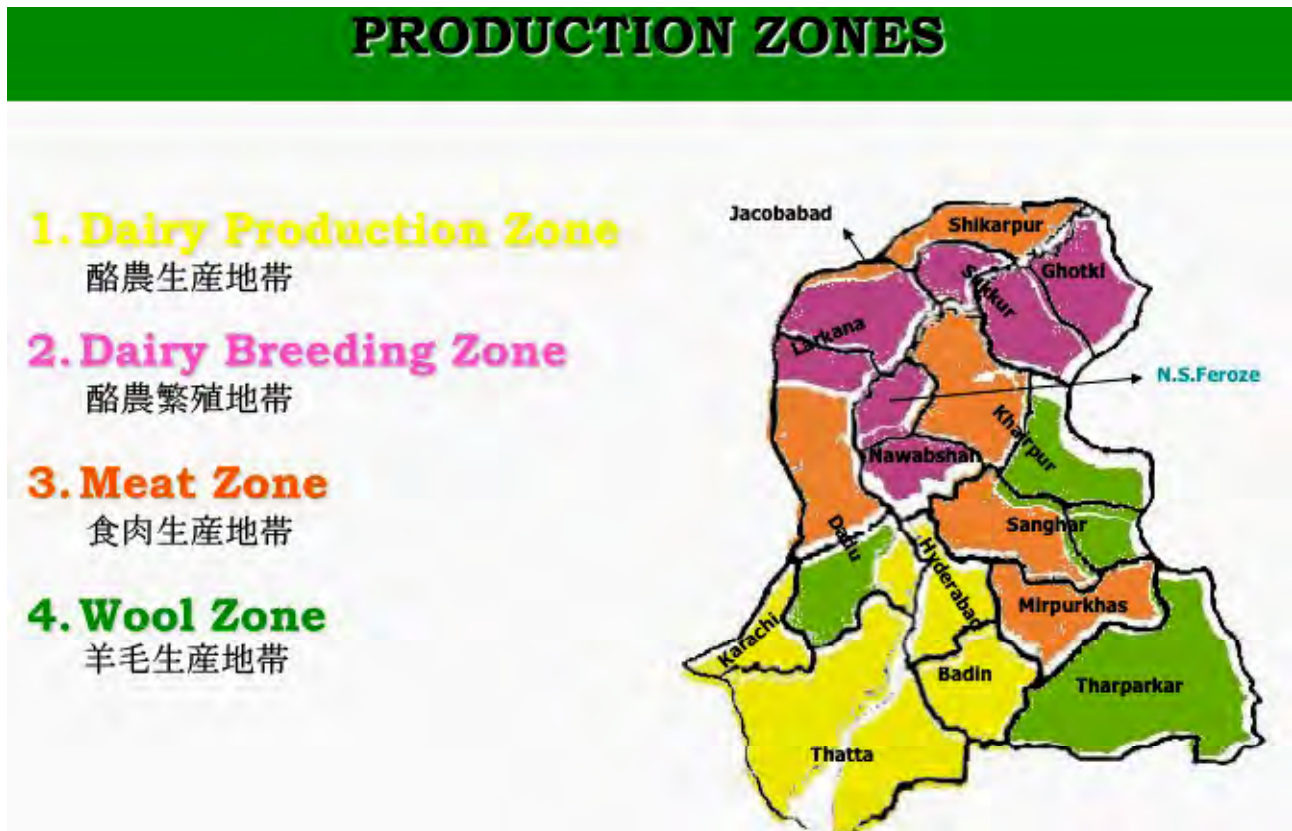 PRODUCTION ZONES
1. Dairy Production Zone
酪農生産地帯
2. Dairy Breeding Zone
酪農繁殖地帯
3. Meat Zone
食肉生産地帯
4. Wool Zone
羊毛生産地帯
Jacobabad
Shikarpur
Ghotki
Sukkur
Larkana
N.S.Feroze
Khairpur
Nawabshah
Sanghar
Dadu
Hyderabad
Mirpurkhas
Karachi
Badin
Tharparkar
Thatta